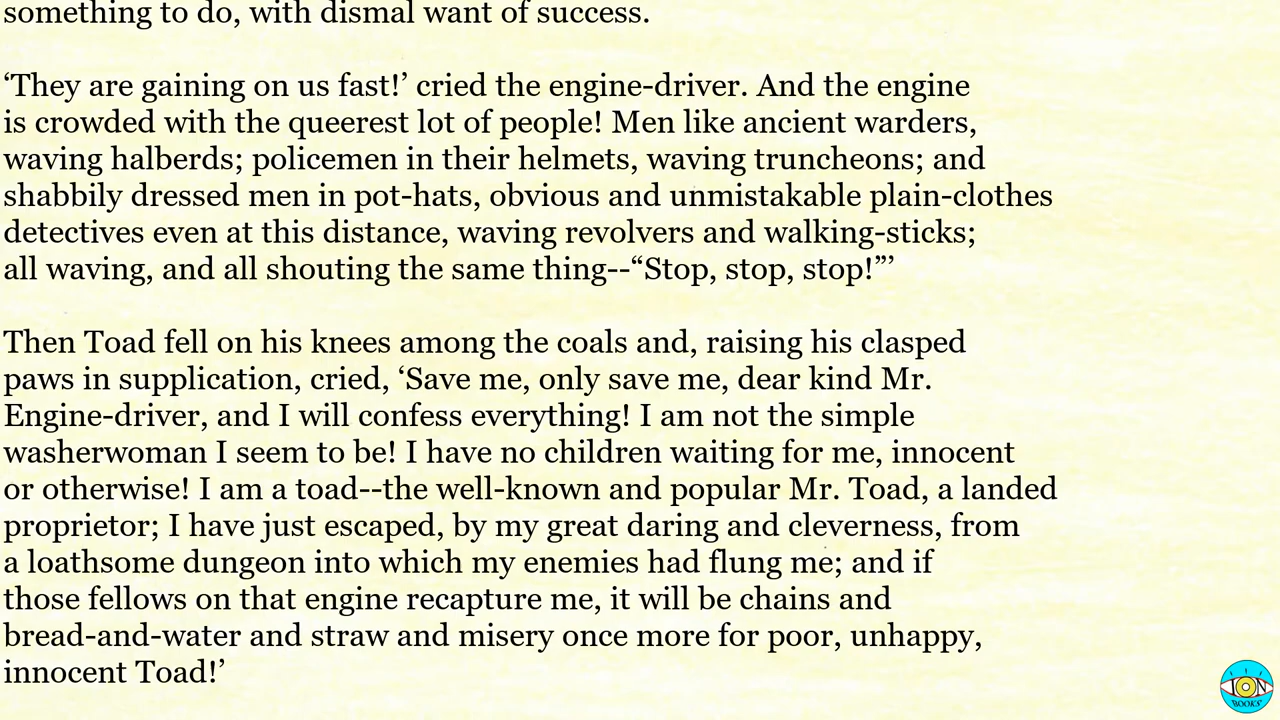 something to do, with dismal want of success.
‘They are gaining on us fast!’ cried the engine-driver. And the engine
is crowded with the queerest lot of people! Men like ancient warders,
waving halberds; policemen in their helmets, waving truncheons; and
shabbily dressed men in pot-hats, obvious and unmistakable plain-clothes
detectives even at this distance, waving revolvers and walking-sticks;
all waving, and all shouting the same thing--“Stop, stop, stop!”’
Then Toad fell on his knees among the coals and, raising his clasped
paws in supplication, cried, ‘Save me, only save me, dear kind Mr.
Engine-driver, and I will confess everything! I am not the simple
washerwoman I seem to be! I have no children waiting for me, innocent
or otherwise! I am a toad--the well-known and popular Mr. Toad, a landed
proprietor; I have just escaped, by my great daring and cleverness, from
a loathsome dungeon into which my enemies had flung me; and if
those fellows on that engine recapture me, it will be chains and
bread-and-water and straw and misery once more for poor, unhappy,
innocent Toad!’
ION
BOOKS